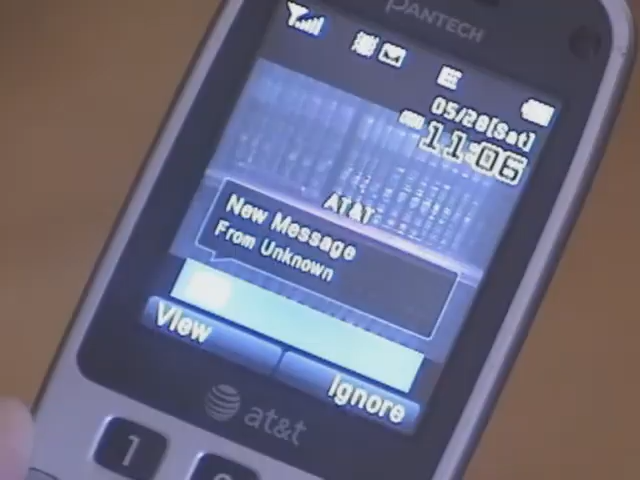 PANTECH
05/28[Sat]
11:06
AT&T
New Message
From Unknown
View
Ignore
at&t
1